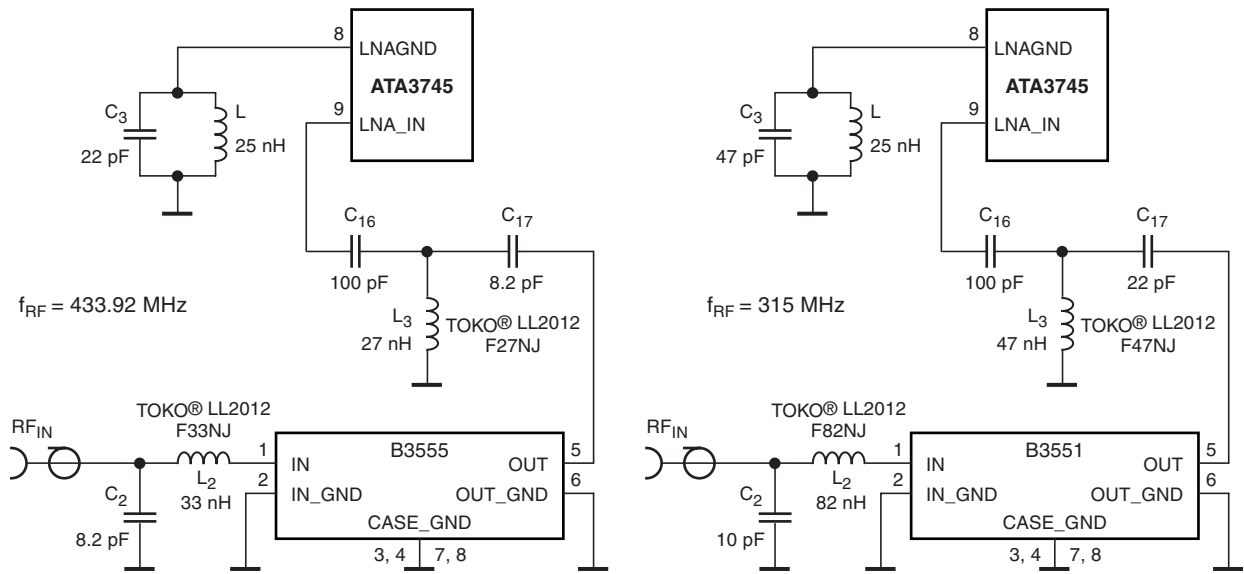 8
LNAGND
ATA3745
C3
L
9
LNA_IN
22 pF
25 nH
C16
C17
100 pF
8.2 pF
fRF = 433.92 MHz
L3
27 nH
TOKO® LL2012
F27NJ
RFIN
TOKO® LL2012
F33NJ
1
IN
B3555
OUT
5
C2
L2
2
IN_GND
OUT_GND
6
33 nH
8.2 pF
CASE_GND
3, 4
7, 8
8
LNAGND
ATA3745
C3
L
9
LNA_IN
47 pF
25 nH
C16
C17
100 pF
22 pF
fRF = 315 MHz
L3
47 nH
TOKO® LL2012
F47NJ
RFIN
TOKO® LL2012
F82NJ
1
IN
B3551
OUT
5
C2
L2
2
IN_GND
OUT_GND
6
82 nH
10 pF
CASE_GND
3, 4
7, 8